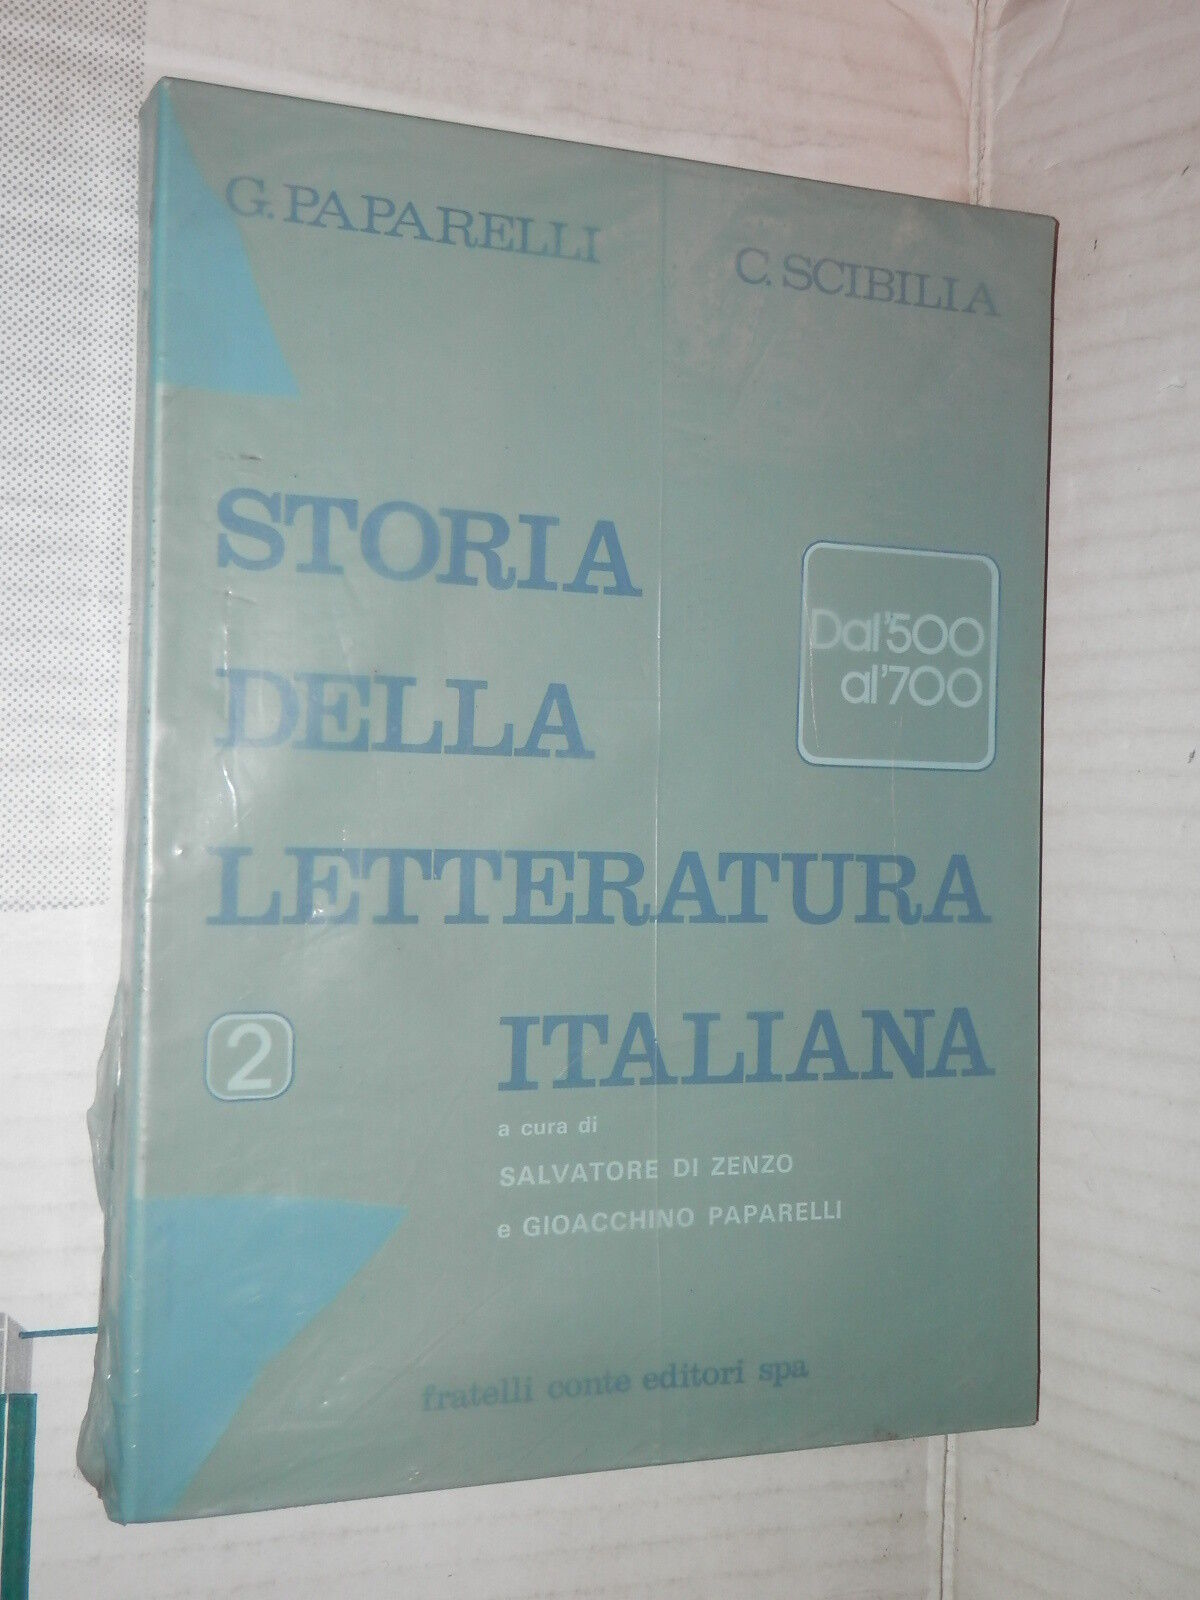 G. PAPARELLI
C. SCIBILIA
STORIA
DELLA
LETTERATURA
ITALIANA
Dal '500
al '700
2
a cura di
SALVATORE DI ZENZO
e GIOACCHINO PAPARELLI
fratelli conte editori spa